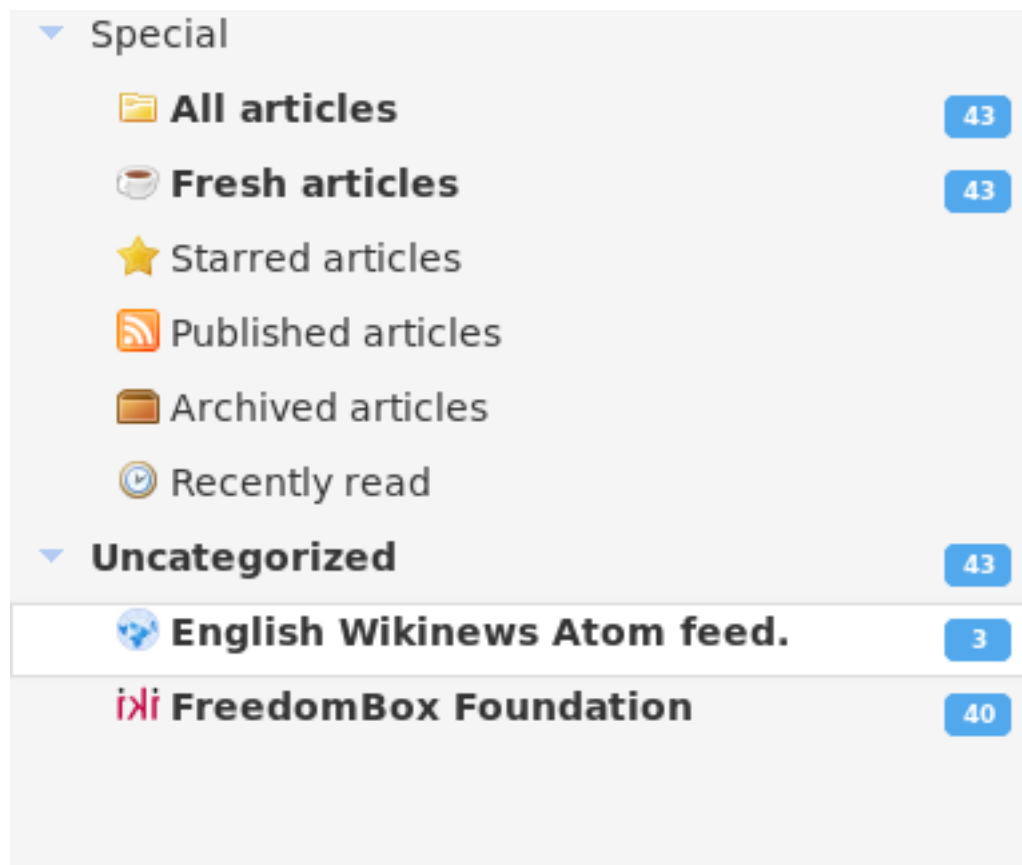 Special
All articles 43
Fresh articles 43
Starred articles
Published articles
Archived articles
Recently read
Uncategorized 43
English Wikinews Atom feed. 3
FreedomBox Foundation 40